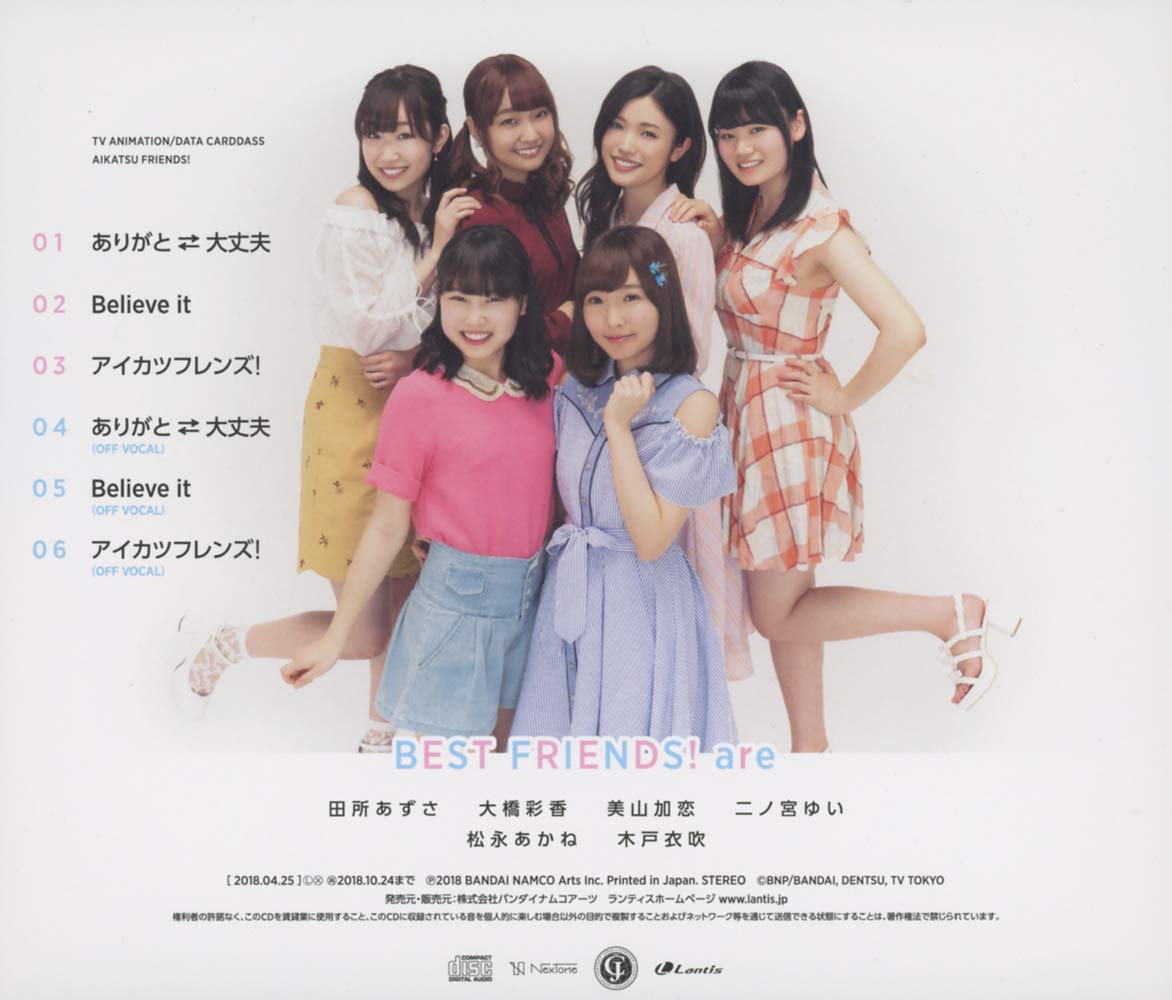 TV ANIMATION/DATA CARDDASS
AIKATSU FRIENDS!
01 ありがと⇄大丈夫
02 Believe it
03 アイカツフレンズ!
04 ありがと⇄大丈夫
(OFF VOCAL)
05 Believe it
(OFF VOCAL)
06 アイカツフレンズ!
(OFF VOCAL)
BEST FRIENDS! are
田所あずさ 大橋彩香 美山加恋 二ノ宮ゆい
松永あかね 木戸衣吹
[ 2018.04.25 ]Ⓛ🅧 ㋹2018.10.24まで ℗2018 BANDAI NAMCO Arts Inc. Printed in Japan. STEREO ©BNP/BANDAI, DENTSU, TV TOKYO
発売元・販売元:株式会社バンダイナムコアーツ ランティスホームページ www.lantis.jp
権利者の許諾なく、このCDを賃貸業に使用すること、このCDに収録されている音を個人的に楽しむ場合以外の目的で複製することおよびネットワーク等を通じて送信できる状態にすることは、著作権法で禁じられています。
COMPACT disc DIGITAL AUDIO NexTone Lantis